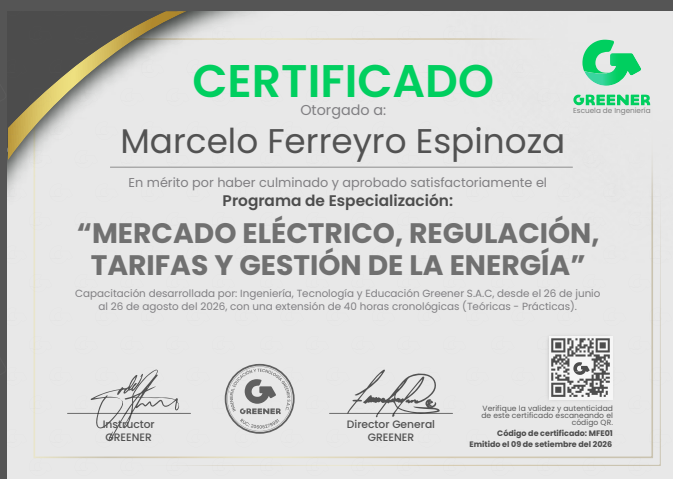 CERTIFICADO
Otorgado a:
GREENER
Escuela de Ingeniería
Marcelo Ferreyro Espinoza
En mérito por haber culminado y aprobado satisfactoriamente el
Programa de Especialización:
“MERCADO ELÉCTRICO, REGULACIÓN,
TARIFAS Y GESTIÓN DE LA ENERGÍA”
Capacitación desarrollada por: Ingeniería, Tecnología y Educación Greener S.A.C, desde el 26 de junio
al 26 de agosto del 2026, con una extensión de 40 horas cronológicas (Teóricas - Prácticas).
Instructor
GREENER
GREENER
Director General
GREENER
Verifique la validez y autenticidad
de este certificado escaneando el
código QR.
Código de certificado: MFE01
Emitido el 09 de setiembre del 2026